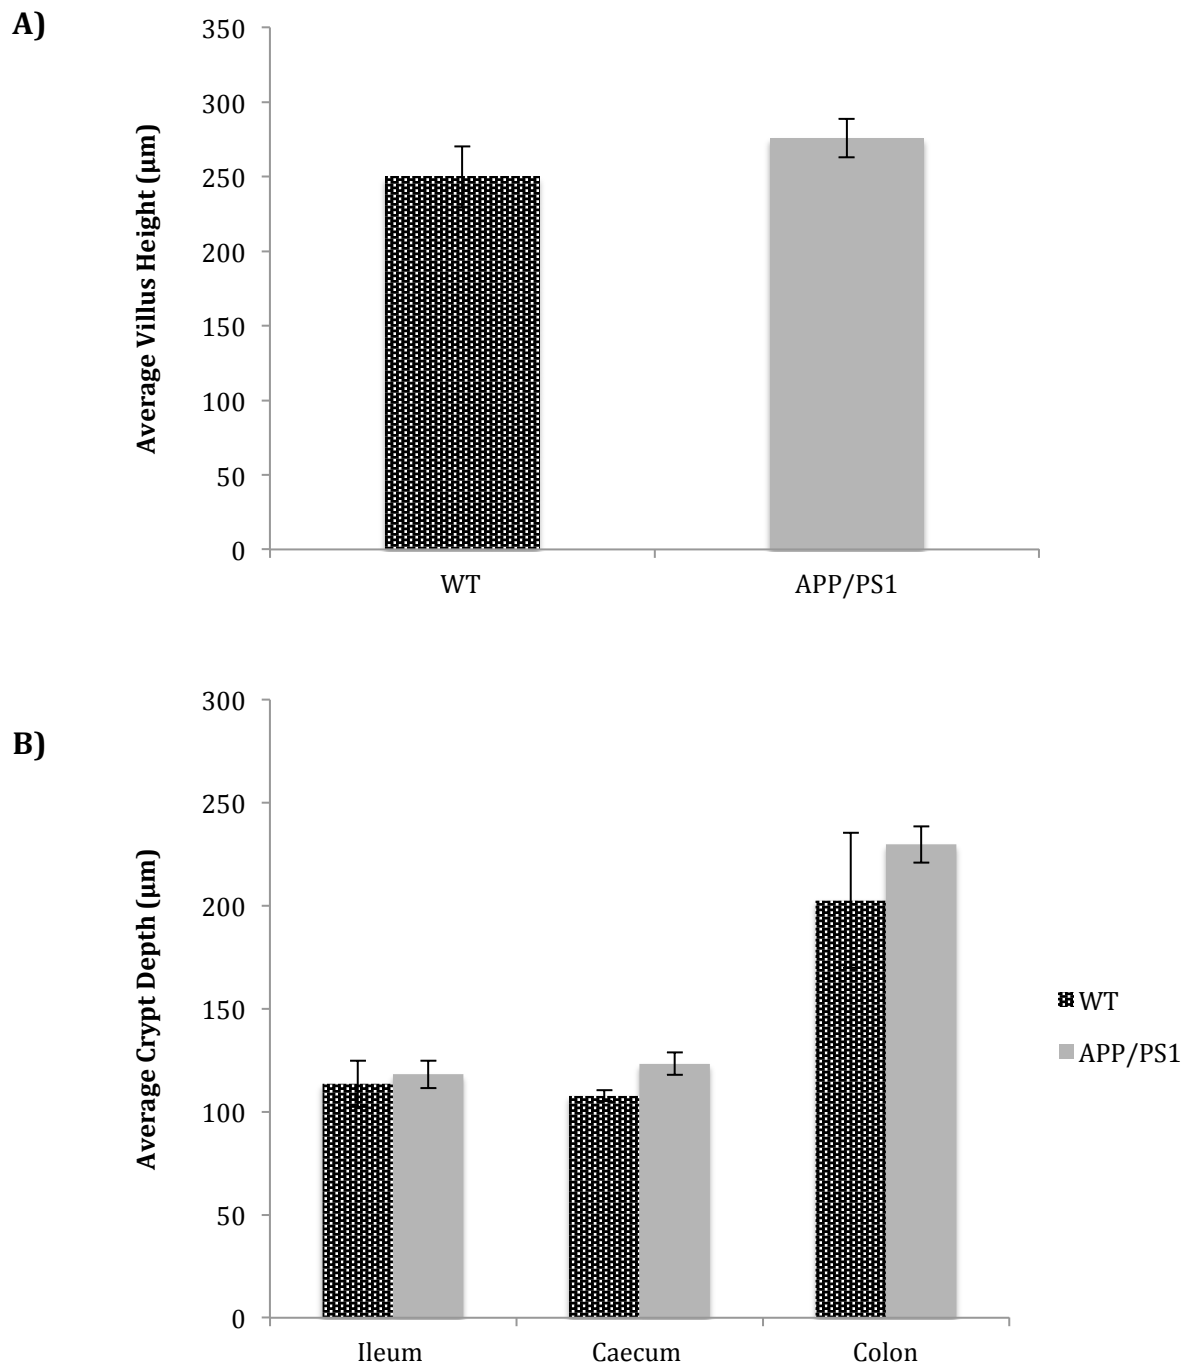 A)
Average Villus Height (µm)
350
300
250
200
150
100
50
0
WT
APP/PS1
B)
Average Crypt Depth (µm)
300
250
200
150
100
50
0
Ileum
Caecum
Colon
WT
APP/PS1